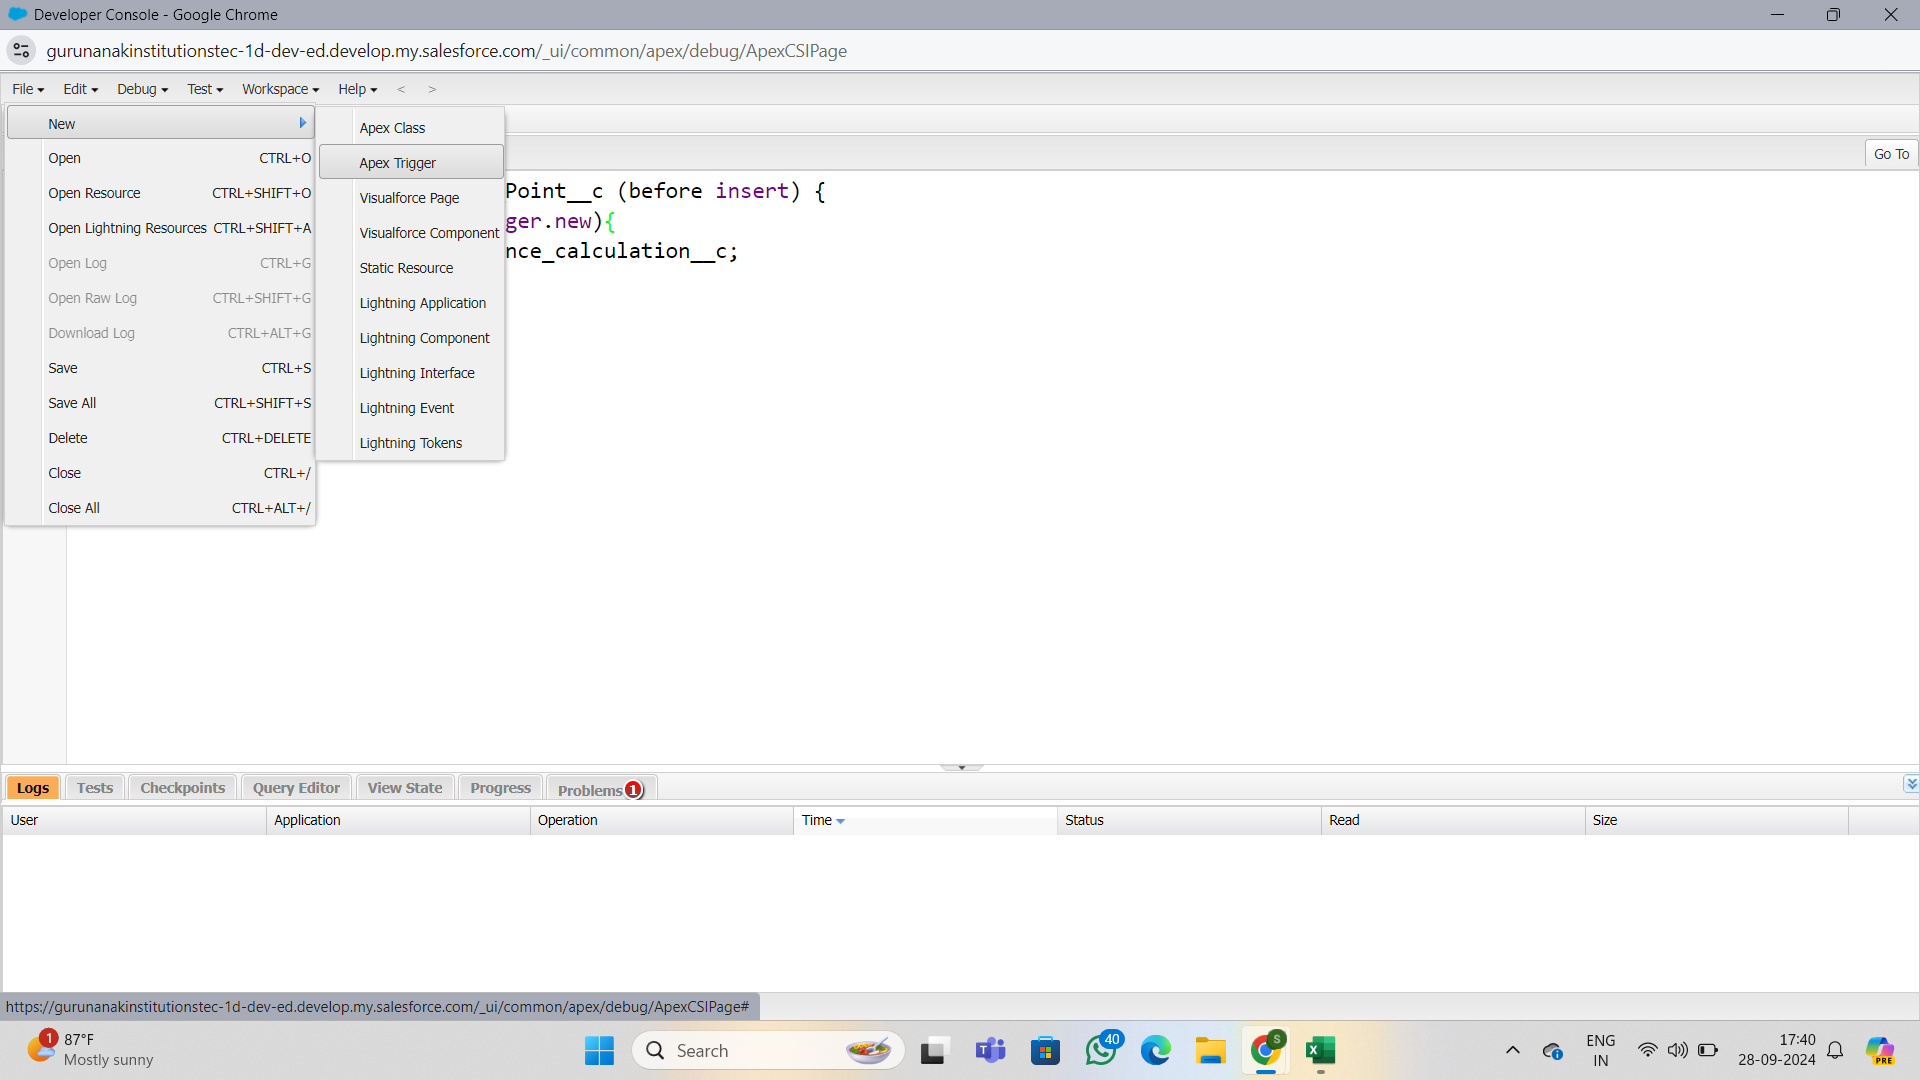 Developer Console - Google Chrome
gurunanakinstitutionstec-1d-dev-ed.develop.my.salesforce.com/_ui/common/apex/debug/ApexCSIPage
File Edit Debug Test Workspace Help < >
New
Open CTRL+O
Open Resource CTRL+SHIFT+O
Open Lightning Resources CTRL+SHIFT+A
Open Log CTRL+G
Open Raw Log CTRL+SHIFT+G
Download Log CTRL+ALT+G
Save CTRL+S
Save All CTRL+SHIFT+S
Delete CTRL+DELETE
Close CTRL+/
Close All CTRL+ALT+/
Apex Class
Apex Trigger
Visualforce Page
Visualforce Component
Static Resource
Lightning Application
Lightning Component
Lightning Interface
Lightning Event
Lightning Tokens
Go To
Point__c (before insert) {
ger.new){
nce_calculation__c;
Logs Tests Checkpoints Query Editor View State Progress Problems 1
User Application Operation Time Status Read Size
https://gurunanakinstitutionstec-1d-dev-ed.develop.my.salesforce.com/_ui/common/apex/debug/ApexCSIPage#
1
87°F
Mostly sunny
Search
40
S
PRE
ENG
IN
17:40
28-09-2024